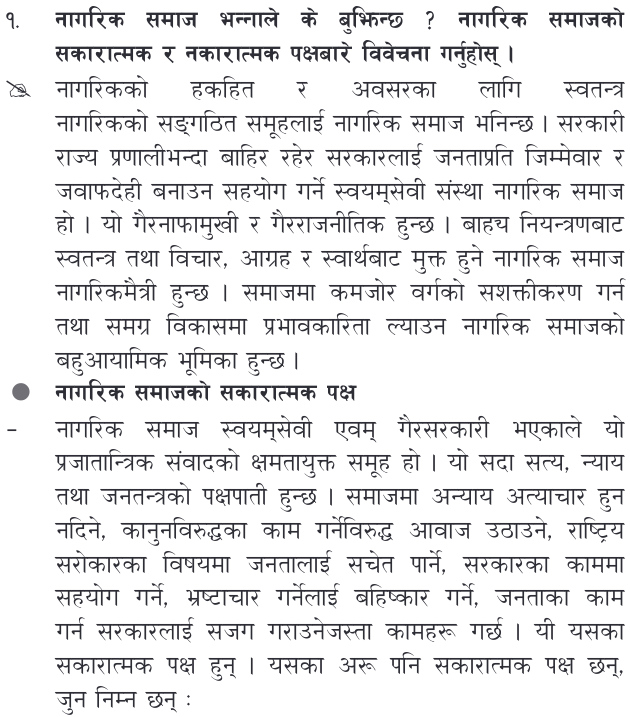 १. नागरिक समाज भन्नाले के बुझिन्छ ? नागरिक समाजको
सकारात्मक र नकारात्मक पक्षबारे विवेचना गर्नुहोस् ।
नागरिकको हकहित र अवसरका लागि स्वतन्त्र
नागरिकको सङ्गठित समूहलाई नागरिक समाज भनिन्छ । सरकारी
राज्य प्रणालीभन्दा बाहिर रहेर सरकारलाई जनताप्रति जिम्मेवार र
जवाफदेही बनाउन सहयोग गर्ने स्वयम्सेवी संस्था नागरिक समाज
हो । यो गैरनाफामुखी र गैरराजनीतिक हुन्छ । बाह्य नियन्त्रणबाट
स्वतन्त्र तथा विचार, आग्रह र स्वार्थबाट मुक्त हुने नागरिक समाज
नागरिकमैत्री हुन्छ । समाजमा कमजोर वर्गको सशक्तीकरण गर्न
तथा समग्र विकासमा प्रभावकारिता ल्याउन नागरिक समाजको
बहुआयामिक भूमिका हुन्छ ।
● नागरिक समाजको सकारात्मक पक्ष
- नागरिक समाज स्वयम्सेवी एवम् गैरसरकारी भएकाले यो
प्रजातान्त्रिक संवादको क्षमतायुक्त समूह हो । यो सदा सत्य, न्याय
तथा जनतन्त्रको पक्षपाती हुन्छ । समाजमा अन्याय अत्याचार हुन
नदिने, कानुनविरुद्धका काम गर्नेविरुद्ध आवाज उठाउने, राष्ट्रिय
सरोकारका विषयमा जनतालाई सचेत पार्ने, सरकारका काममा
सहयोग गर्ने, भ्रष्टाचार गर्नेलाई बहिष्कार गर्ने, जनताका काम
गर्न सरकारलाई सजग गराउनेजस्ता कामहरू गर्छ । यी यसका
सकारात्मक पक्ष हुन् । यसका अरू पनि सकारात्मक पक्ष छन्,
जुन निम्न छन् :